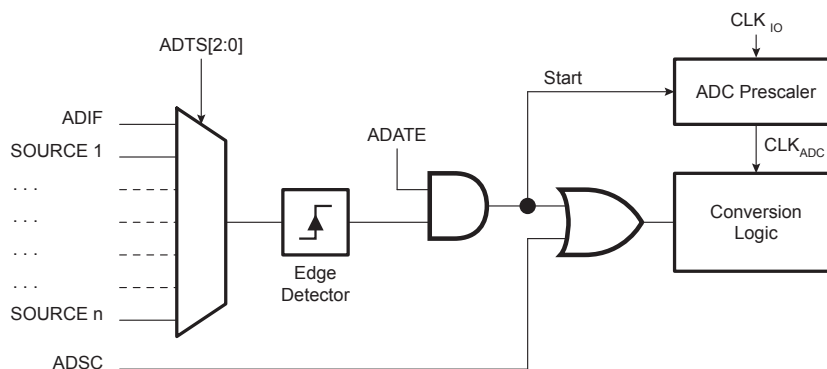 ADTS[2:0]
CLK IO
Start
ADC Prescaler
ADIF
SOURCE 1
ADATE
CLK ADC
. . .
. . .
. . .
. . .
Edge
Detector
Conversion
Logic
SOURCE n
ADSC